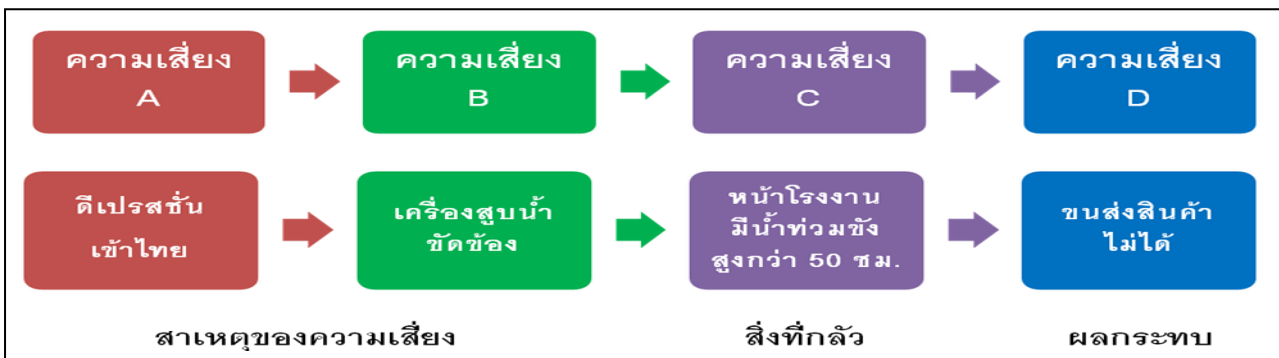 ความเสี่ยง
A
ความเสี่ยง
B
ความเสี่ยง
C
ความเสี่ยง
D
ดีเปรสชั่น
เข้าไทย
เครื่องสูบน้ำ
ขัดข้อง
หน้าโรงงาน
มีน้ำท่วมขัง
สูงกว่า 50 ซม.
ขนส่งสินค้า
ไม่ได้
สาเหตุของความเสี่ยง
สิ่งที่กลัว
ผลกระทบ